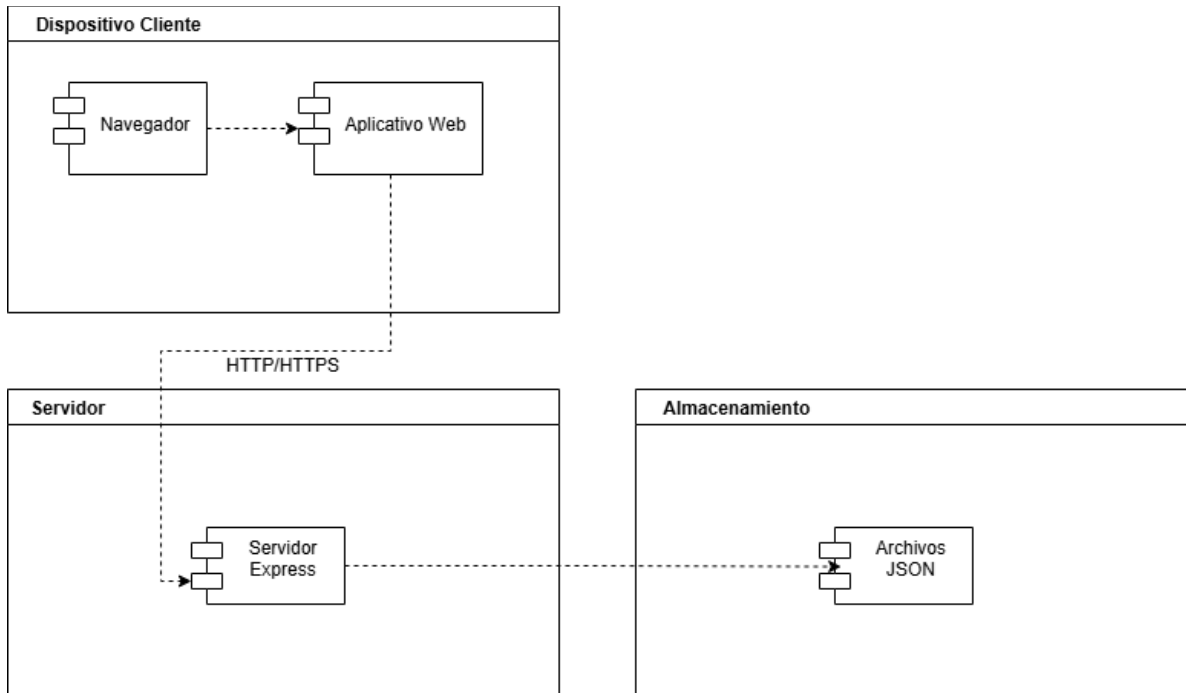 Dispositivo Cliente
Navegador
Aplicativo Web
HTTP/HTTPS
Servidor
Almacenamiento
Servidor
Express
Archivos
JSON